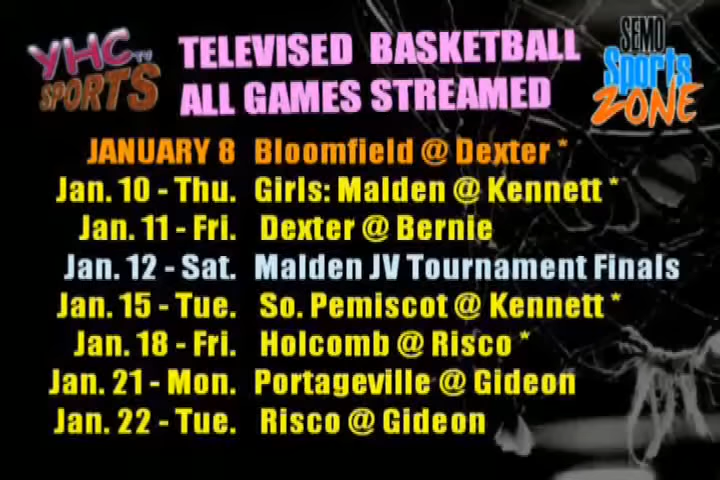 YHC TV SPORTS
TELEVISED BASKETBALL
ALL GAMES STREAMED
SEMO Sports ZONE
JANUARY 8 Bloomfield @ Dexter *
Jan. 10 - Thu. Girls: Malden @ Kennett *
Jan. 11 - Fri. Dexter @ Bernie
Jan. 12 - Sat. Malden JV Tournament Finals
Jan. 15 - Tue. So. Pemiscot @ Kennett *
Jan. 18 - Fri. Holcomb @ Risco *
Jan. 21 - Mon. Portageville @ Gideon
Jan. 22 - Tue. Risco @ Gideon